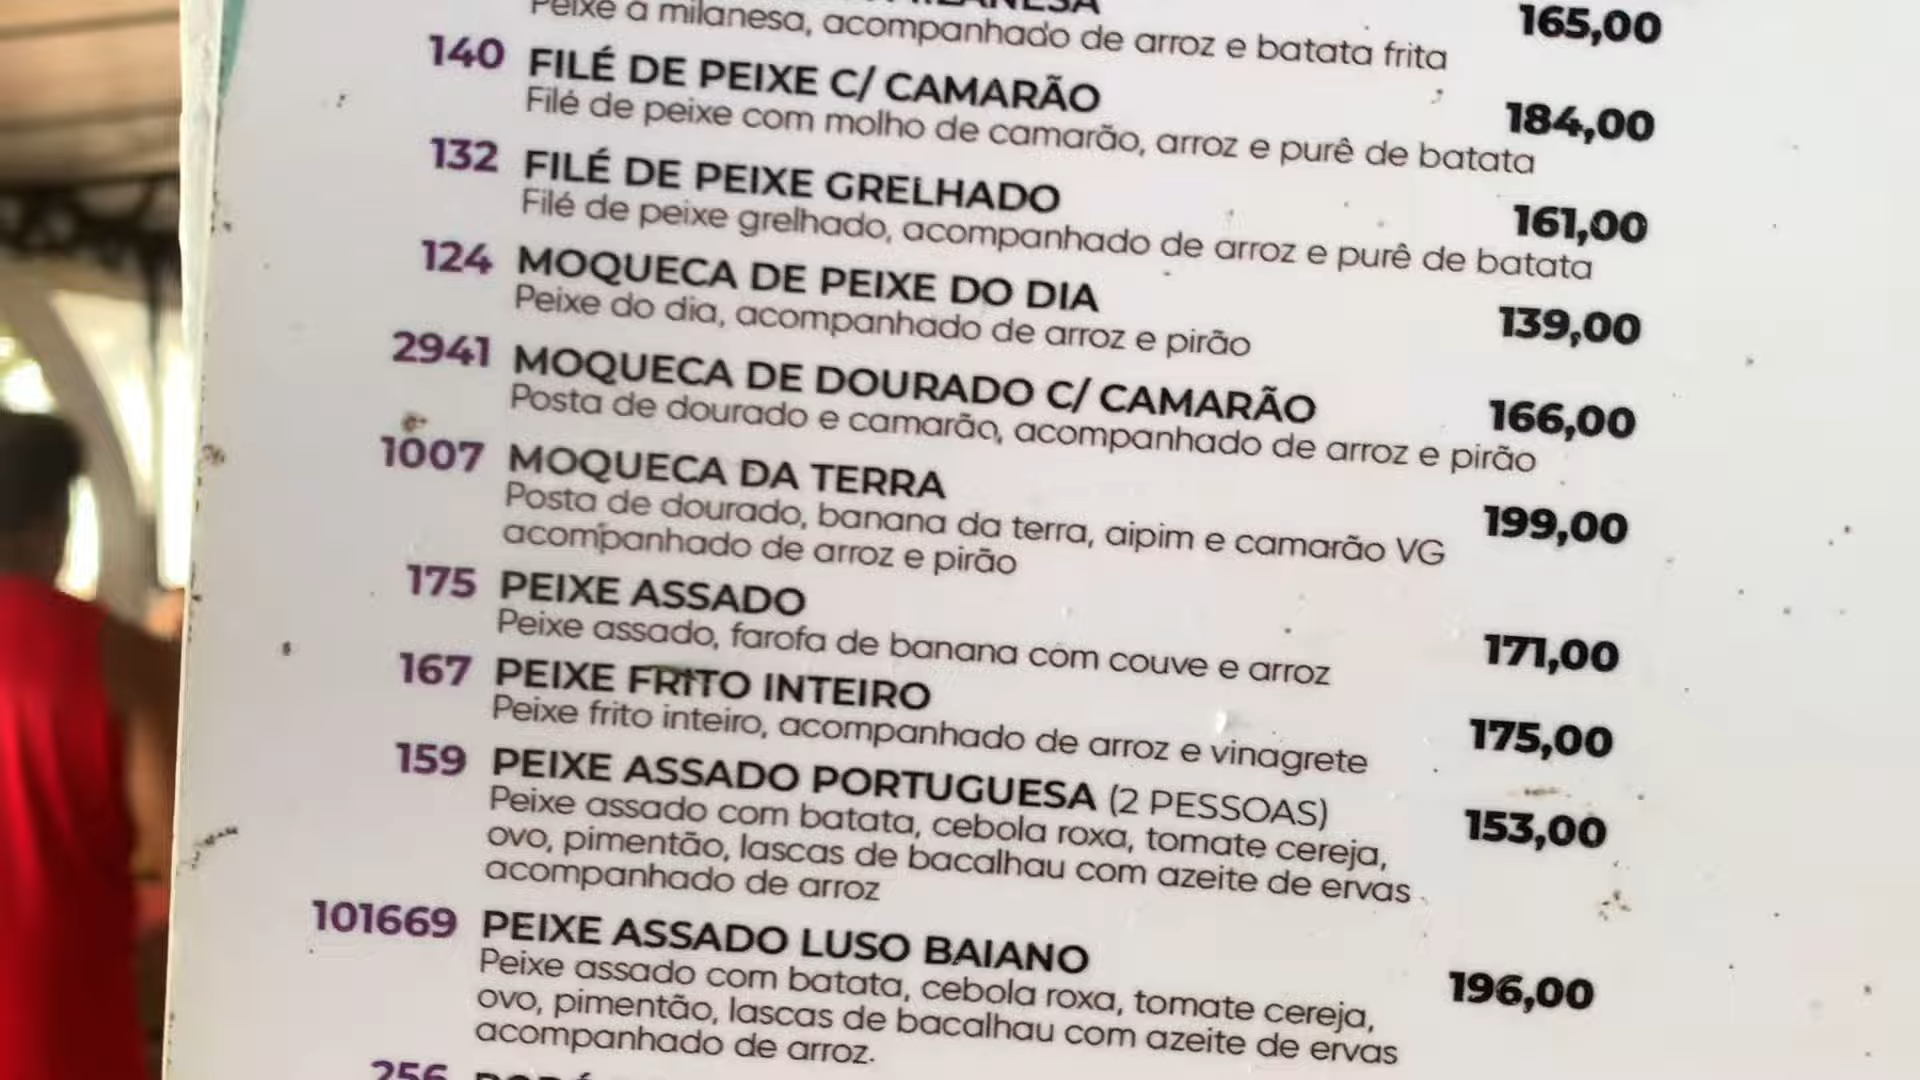 Peixe à milanesa, acompanhado de arroz e batata frita 165,00
140 FILÉ DE PEIXE C/ CAMARÃO
Filé de peixe com molho de camarão, arroz e purê de batata 184,00
132 FILÉ DE PEIXE GRELHADO
Filé de peixe grelhado, acompanhado de arroz e purê de batata 161,00
124 MOQUECA DE PEIXE DO DIA
Peixe do dia, acompanhado de arroz e pirão 139,00
2941 MOQUECA DE DOURADO C/ CAMARÃO
Posta de dourado e camarão, acompanhado de arroz e pirão 166,00
1007 MOQUECA DA TERRA
Posta de dourado, banana da terra, aipim e camarão VG 199,00
acompanhado de arroz e pirão
175 PEIXE ASSADO
Peixe assado, farofa de banana com couve e arroz 171,00
167 PEIXE FRITO INTEIRO
Peixe frito inteiro, acompanhado de arroz e vinagrete 175,00
159 PEIXE ASSADO PORTUGUESA (2 PESSOAS)
Peixe assado com batata, cebola roxa, tomate cereja, 153,00
ovo, pimentão, lascas de bacalhau com azeite de ervas
acompanhado de arroz
101669 PEIXE ASSADO LUSO BAIANO
Peixe assado com batata, cebola roxa, tomate cereja, 196,00
ovo, pimentão, lascas de bacalhau com azeite de ervas
acompanhado de arroz.
256